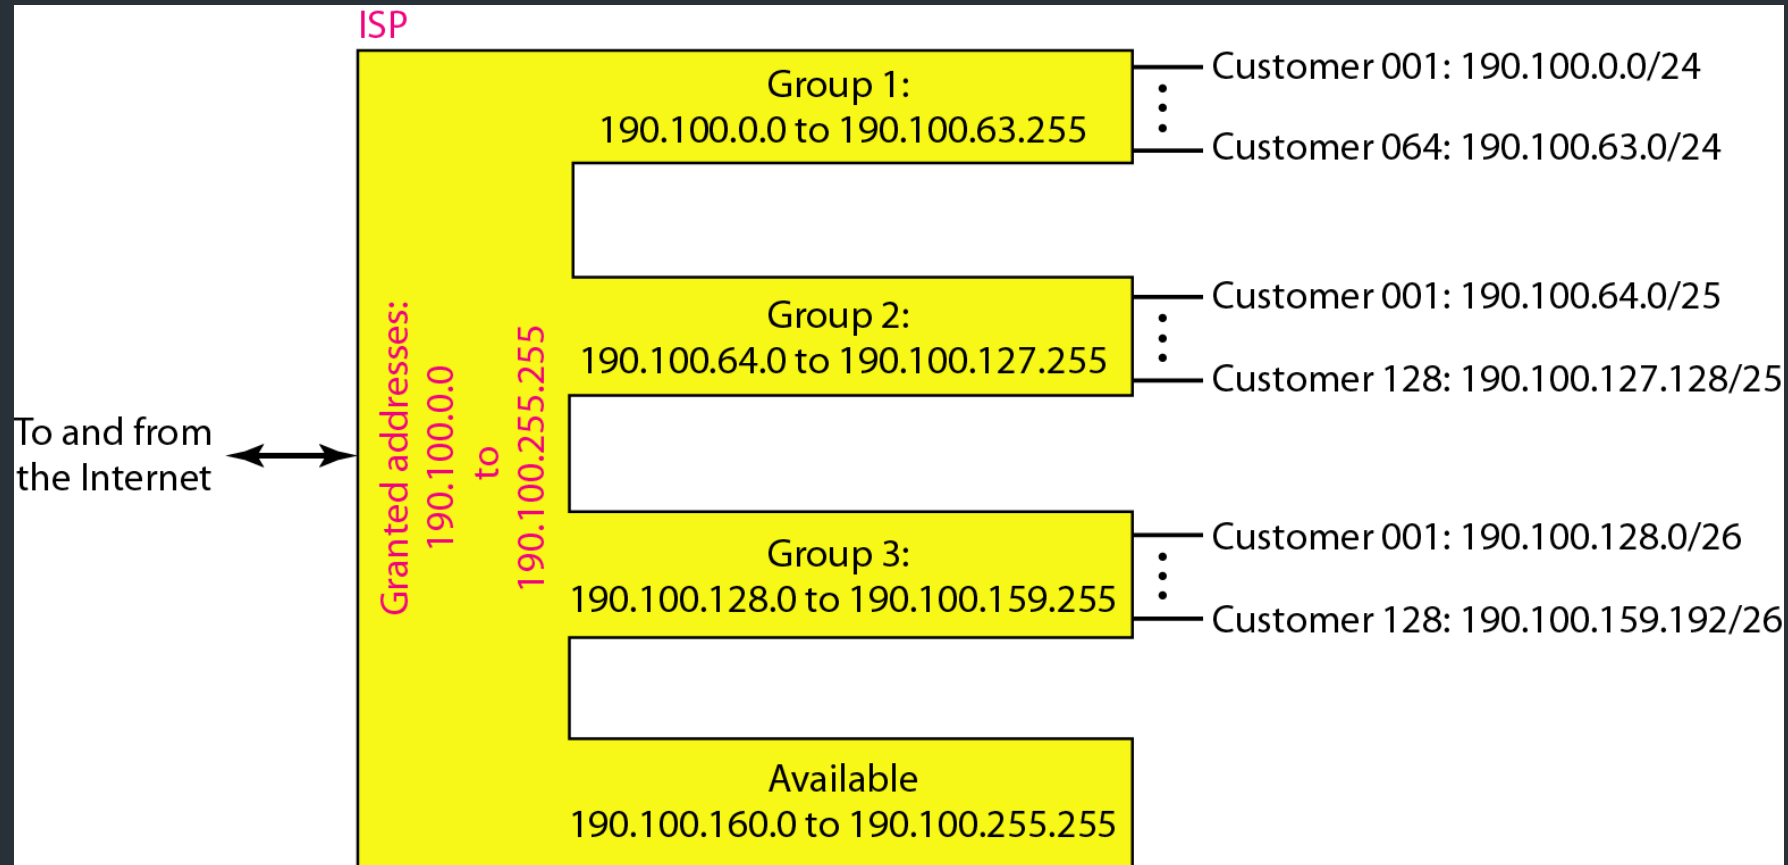 ISP
Group 1:
190.100.0.0 to 190.100.63.255
Customer 001: 190.100.0.0/24
Customer 064: 190.100.63.0/24
Group 2:
190.100.64.0 to 190.100.127.255
Customer 001: 190.100.64.0/25
Customer 128: 190.100.127.128/25
To and from
the Internet
Granted addresses:
190.100.0.0
to
190.100.255.255
Group 3:
190.100.128.0 to 190.100.159.255
Customer 001: 190.100.128.0/26
Customer 128: 190.100.159.192/26
Available
190.100.160.0 to 190.100.255.255